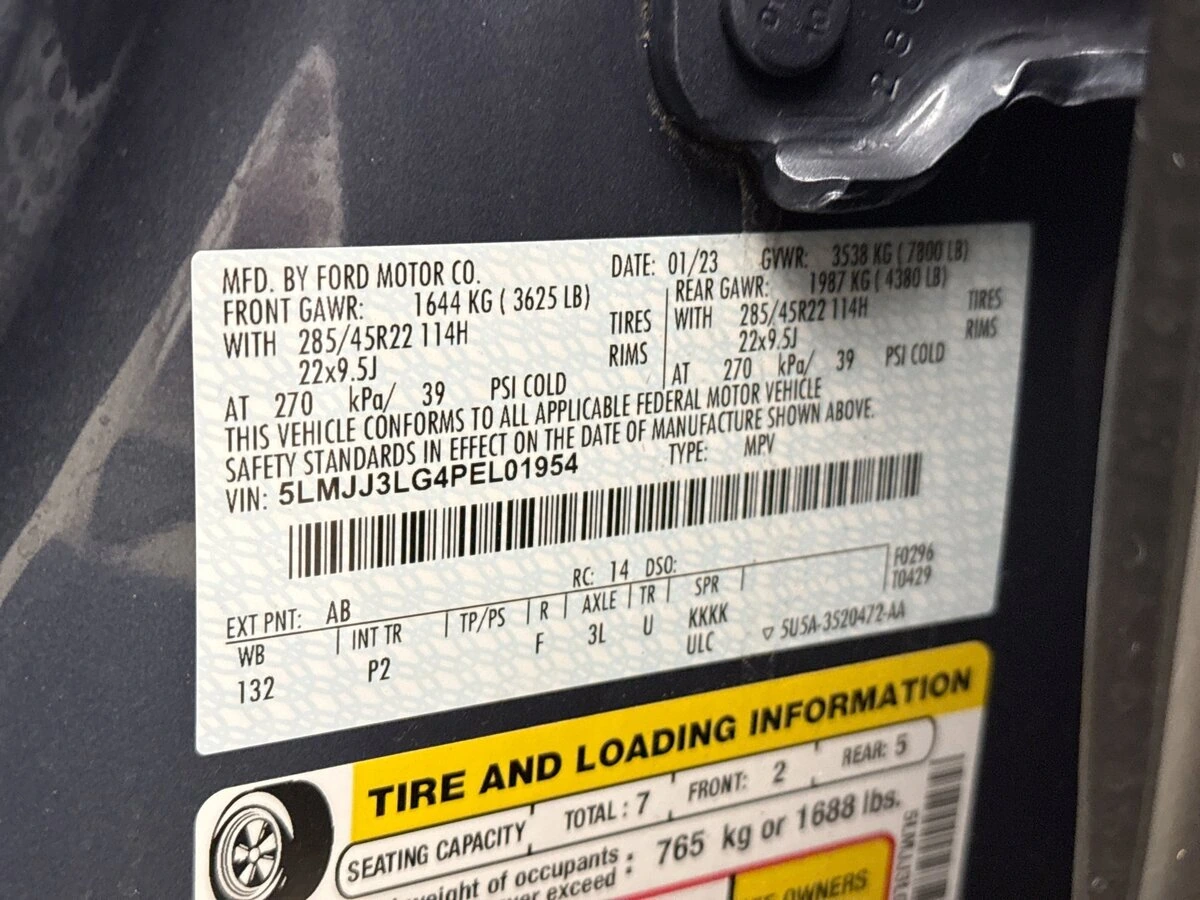 286
MFD. BY FORD MOTOR CO. DATE: 01/23 GVWR: 3538 KG ( 7800 LB)
FRONT GAWR: 1644 KG ( 3625 LB) REAR GAWR: 1987 KG ( 4380 LB)
WITH 285/45R22 114H TIRES WITH 285/45R22 114H TIRES
22x9.5J RIMS 22x9.5J RIMS
AT 270 kPa/ 39 PSI COLD AT 270 kPa/ 39 PSI COLD
THIS VEHICLE CONFORMS TO ALL APPLICABLE FEDERAL MOTOR VEHICLE
SAFETY STANDARDS IN EFFECT ON THE DATE OF MANUFACTURE SHOWN ABOVE.
VIN: 5LMJJ3LG4PEL01954 TYPE: MPV
F0296
EXT PNT: AB RC: 14 DSO: T0429
WB INT TR TP/PS R AXLE TR SPR
132 P2 F 3L U KKKK
ULC ▽ 5U5A-3520472-AA
TIRE AND LOADING INFORMATION
SEATING CAPACITY TOTAL : 7 FRONT: 2 REAR: 5
weight of occupants : 765 kg or 1688 lbs.
exceed :
OWNERS